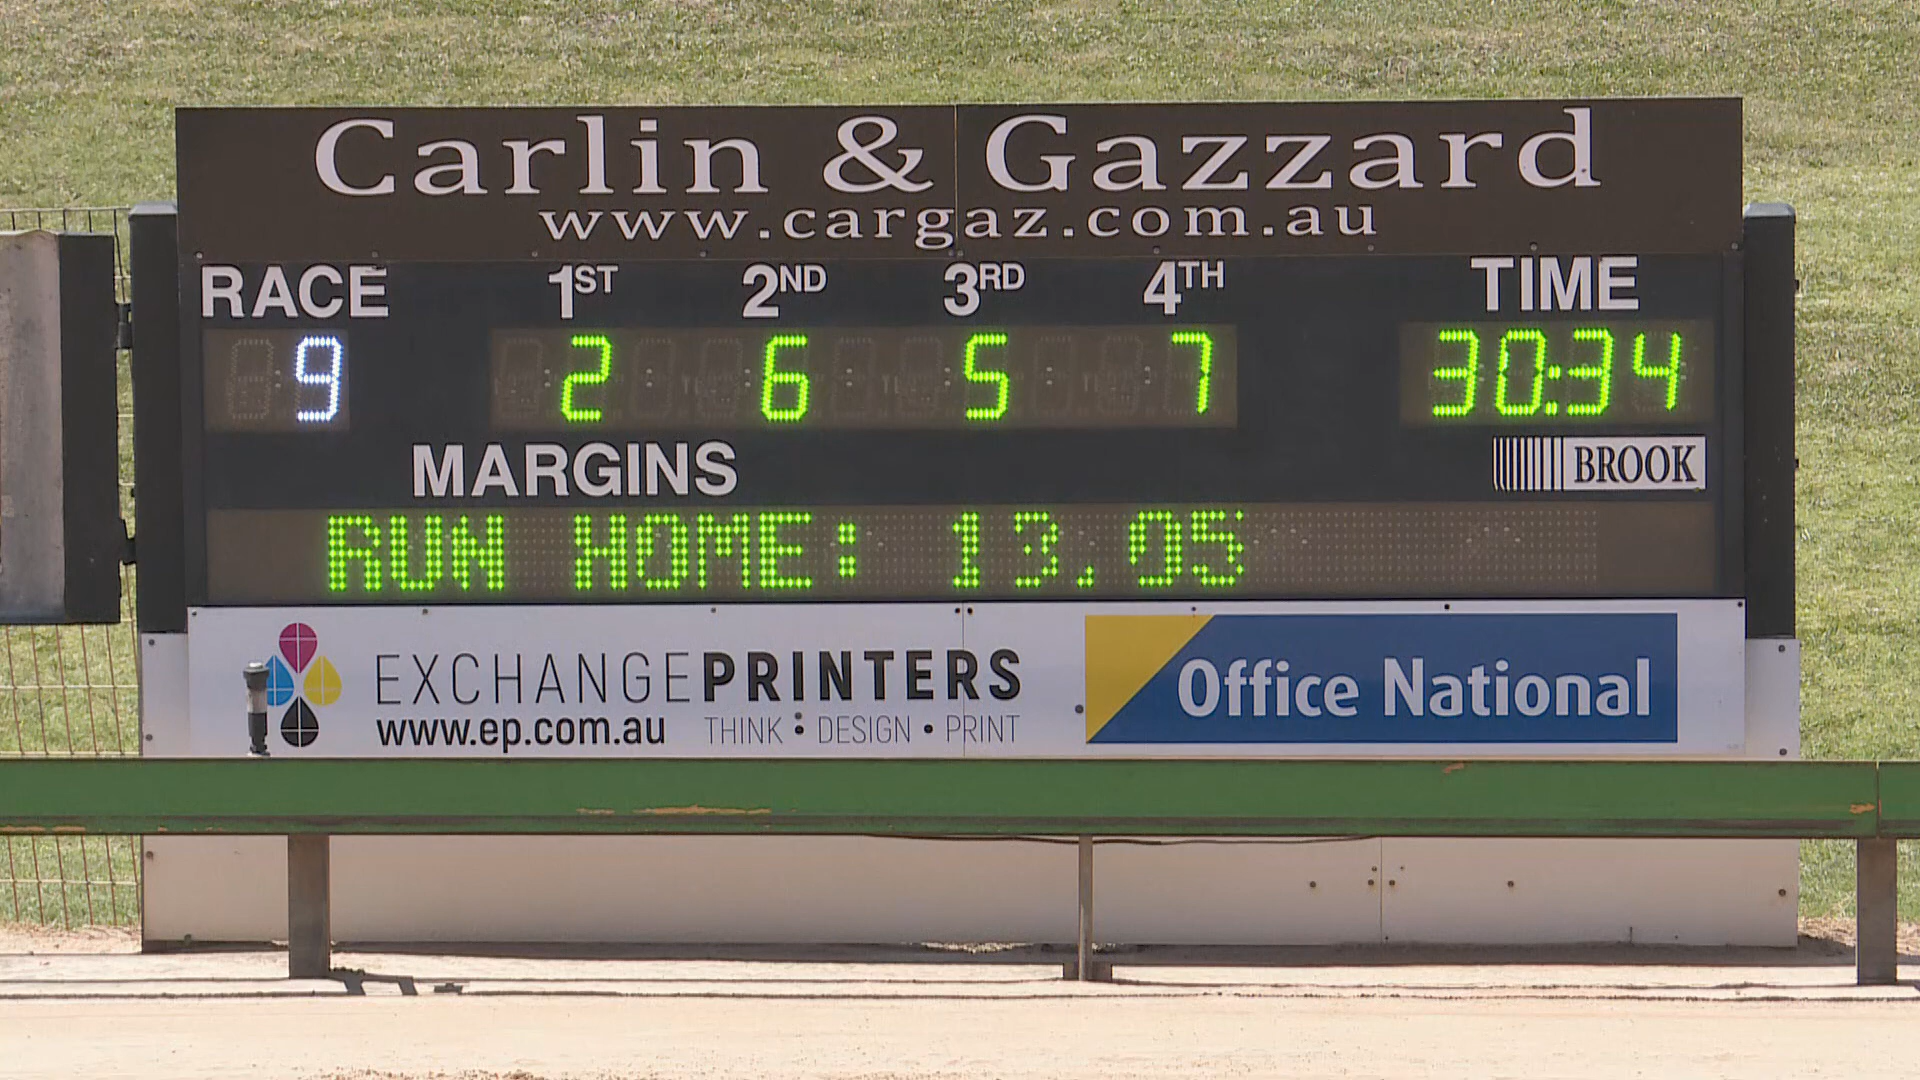 Carlin & Gazzard
www.cargaz.com.au
RACE 1ST 2ND 3RD 4TH TIME
9 2 6 5 7 30:34
MARGINS BROOK
RUN HOME: 13.05
EXCHANGEPRINTERS
www.ep.com.au THINK • DESIGN • PRINT
Office National